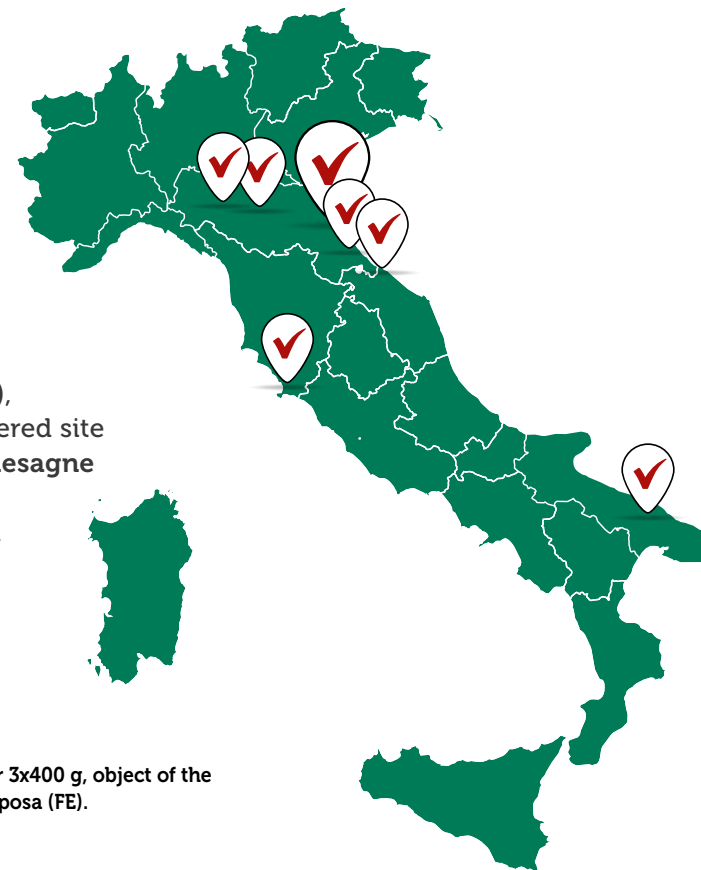 ),
ered site
esagne
r 3x400 g, object of the
posa (FE).